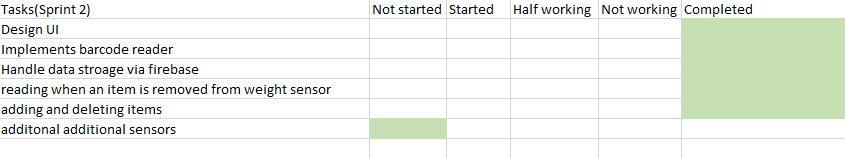 Tasks(Sprint 2) Not started Started Half working Not working Completed
Design UI
Implements barcode reader
Handle data stroage via firebase
reading when an item is removed from weight sensor
adding and deleting items
additonal additional sensors